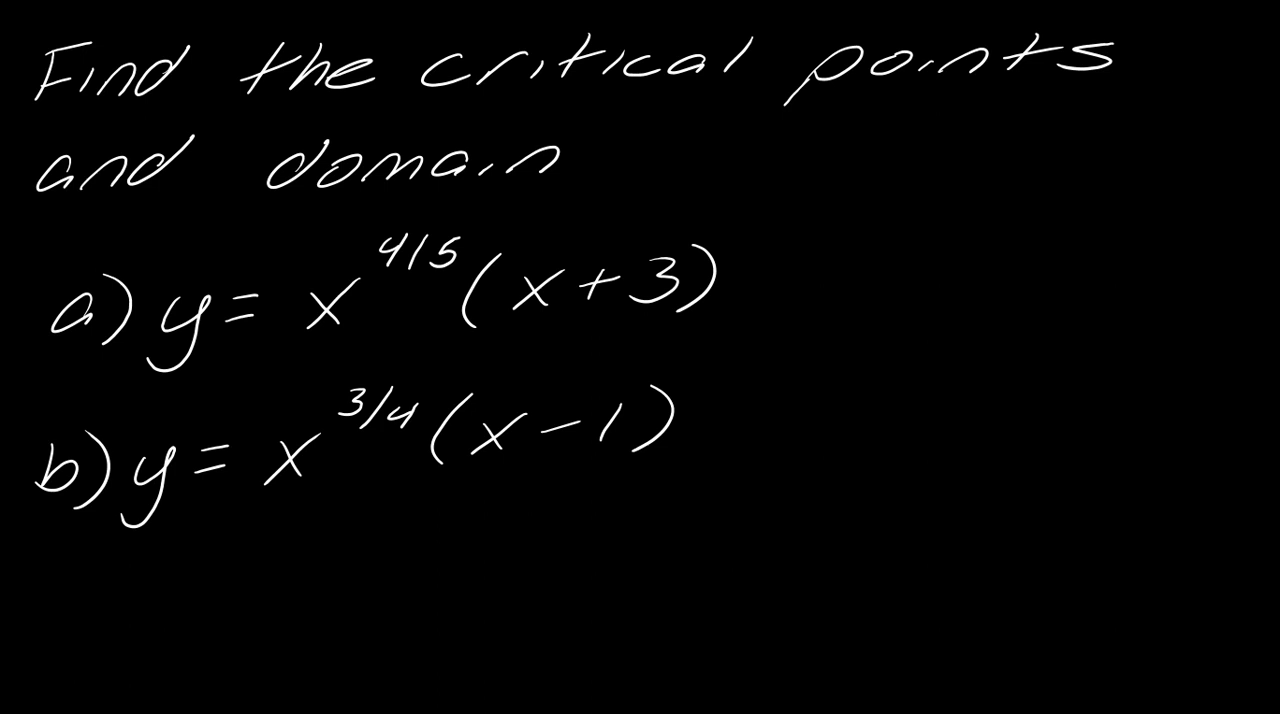 Find the critical points
and domain
a) y = x^4/5 (x + 3)
b) y = x^3/4 (x - 1)